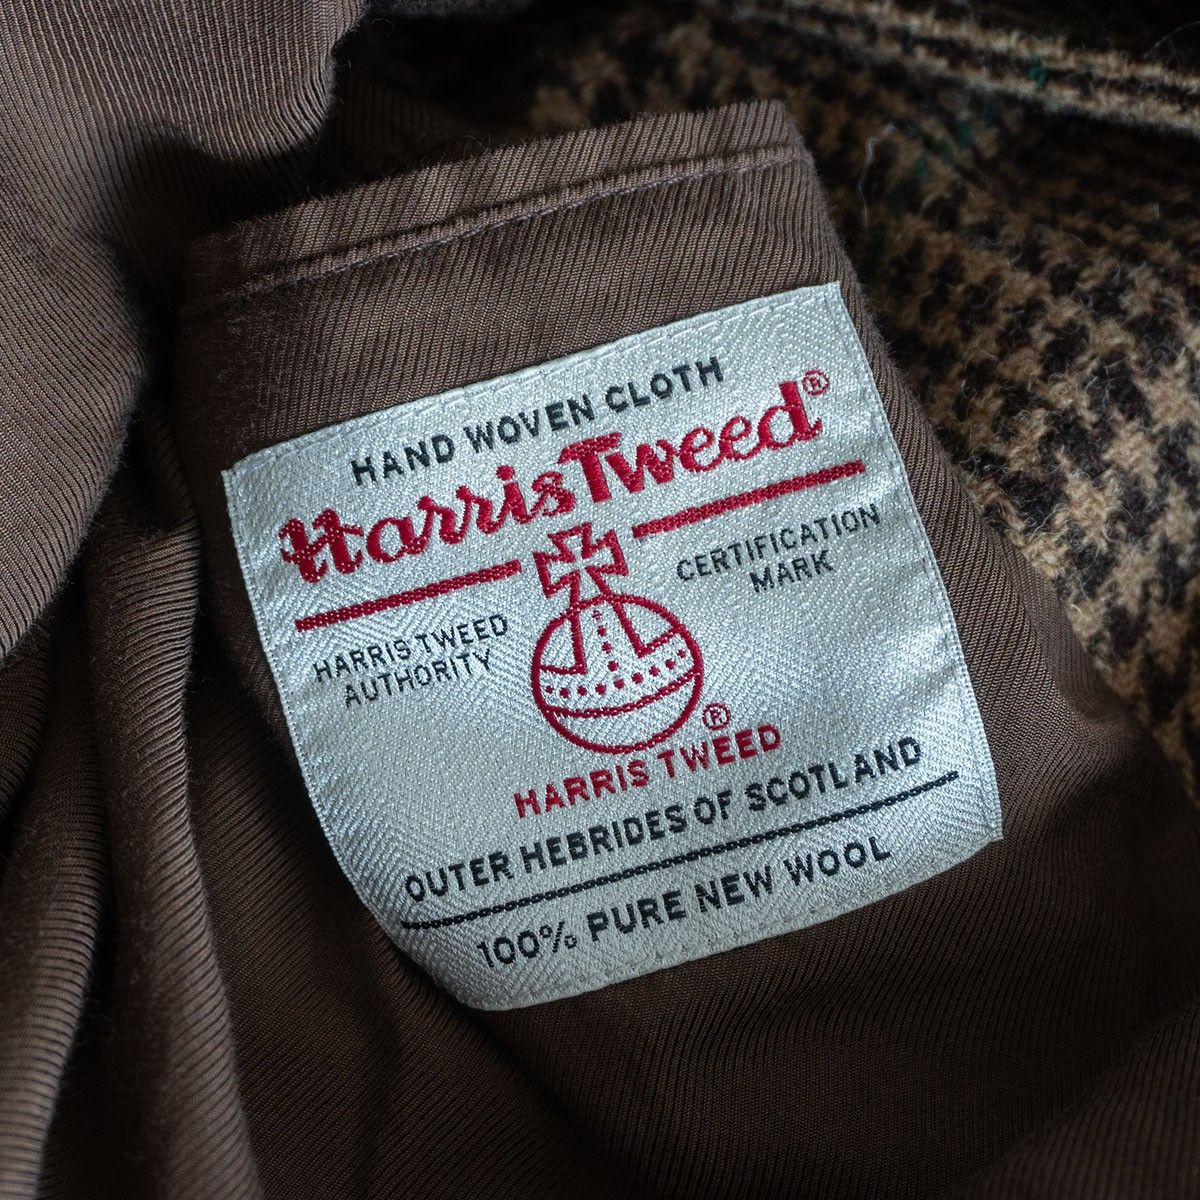 HAND WOVEN CLOTH
Harris Tweed®
HARRIS TWEED
AUTHORITY
CERTIFICATION
MARK
®
HARRIS TWEED
OUTER HEBRIDES OF SCOTLAND
100% PURE NEW WOOL